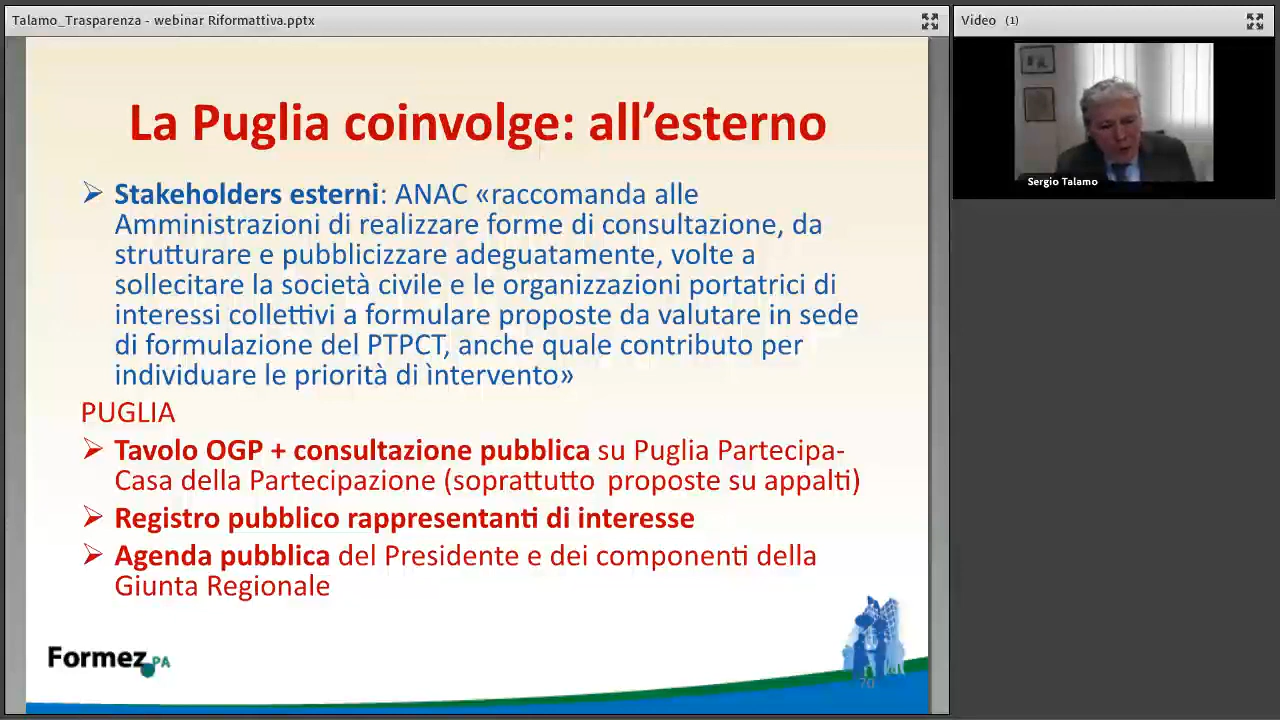 Talamo_Trasparenza - webinar Riformattiva.pptx
Video (1)
Sergio Talamo
La Puglia coinvolge: all’esterno
➢ Stakeholders esterni: ANAC «raccomanda alle
Amministrazioni di realizzare forme di consultazione, da
strutturare e pubblicizzare adeguatamente, volte a
sollecitare la società civile e le organizzazioni portatrici di
interessi collettivi a formulare proposte da valutare in sede
di formulazione del PTPCT, anche quale contributo per
individuare le priorità di ìntervento»
PUGLIA
➢ Tavolo OGP + consultazione pubblica su Puglia Partecipa-
Casa della Partecipazione (soprattutto proposte su appalti)
➢ Registro pubblico rappresentanti di interesse
➢ Agenda pubblica del Presidente e dei componenti della
Giunta Regionale
Formez PA
70